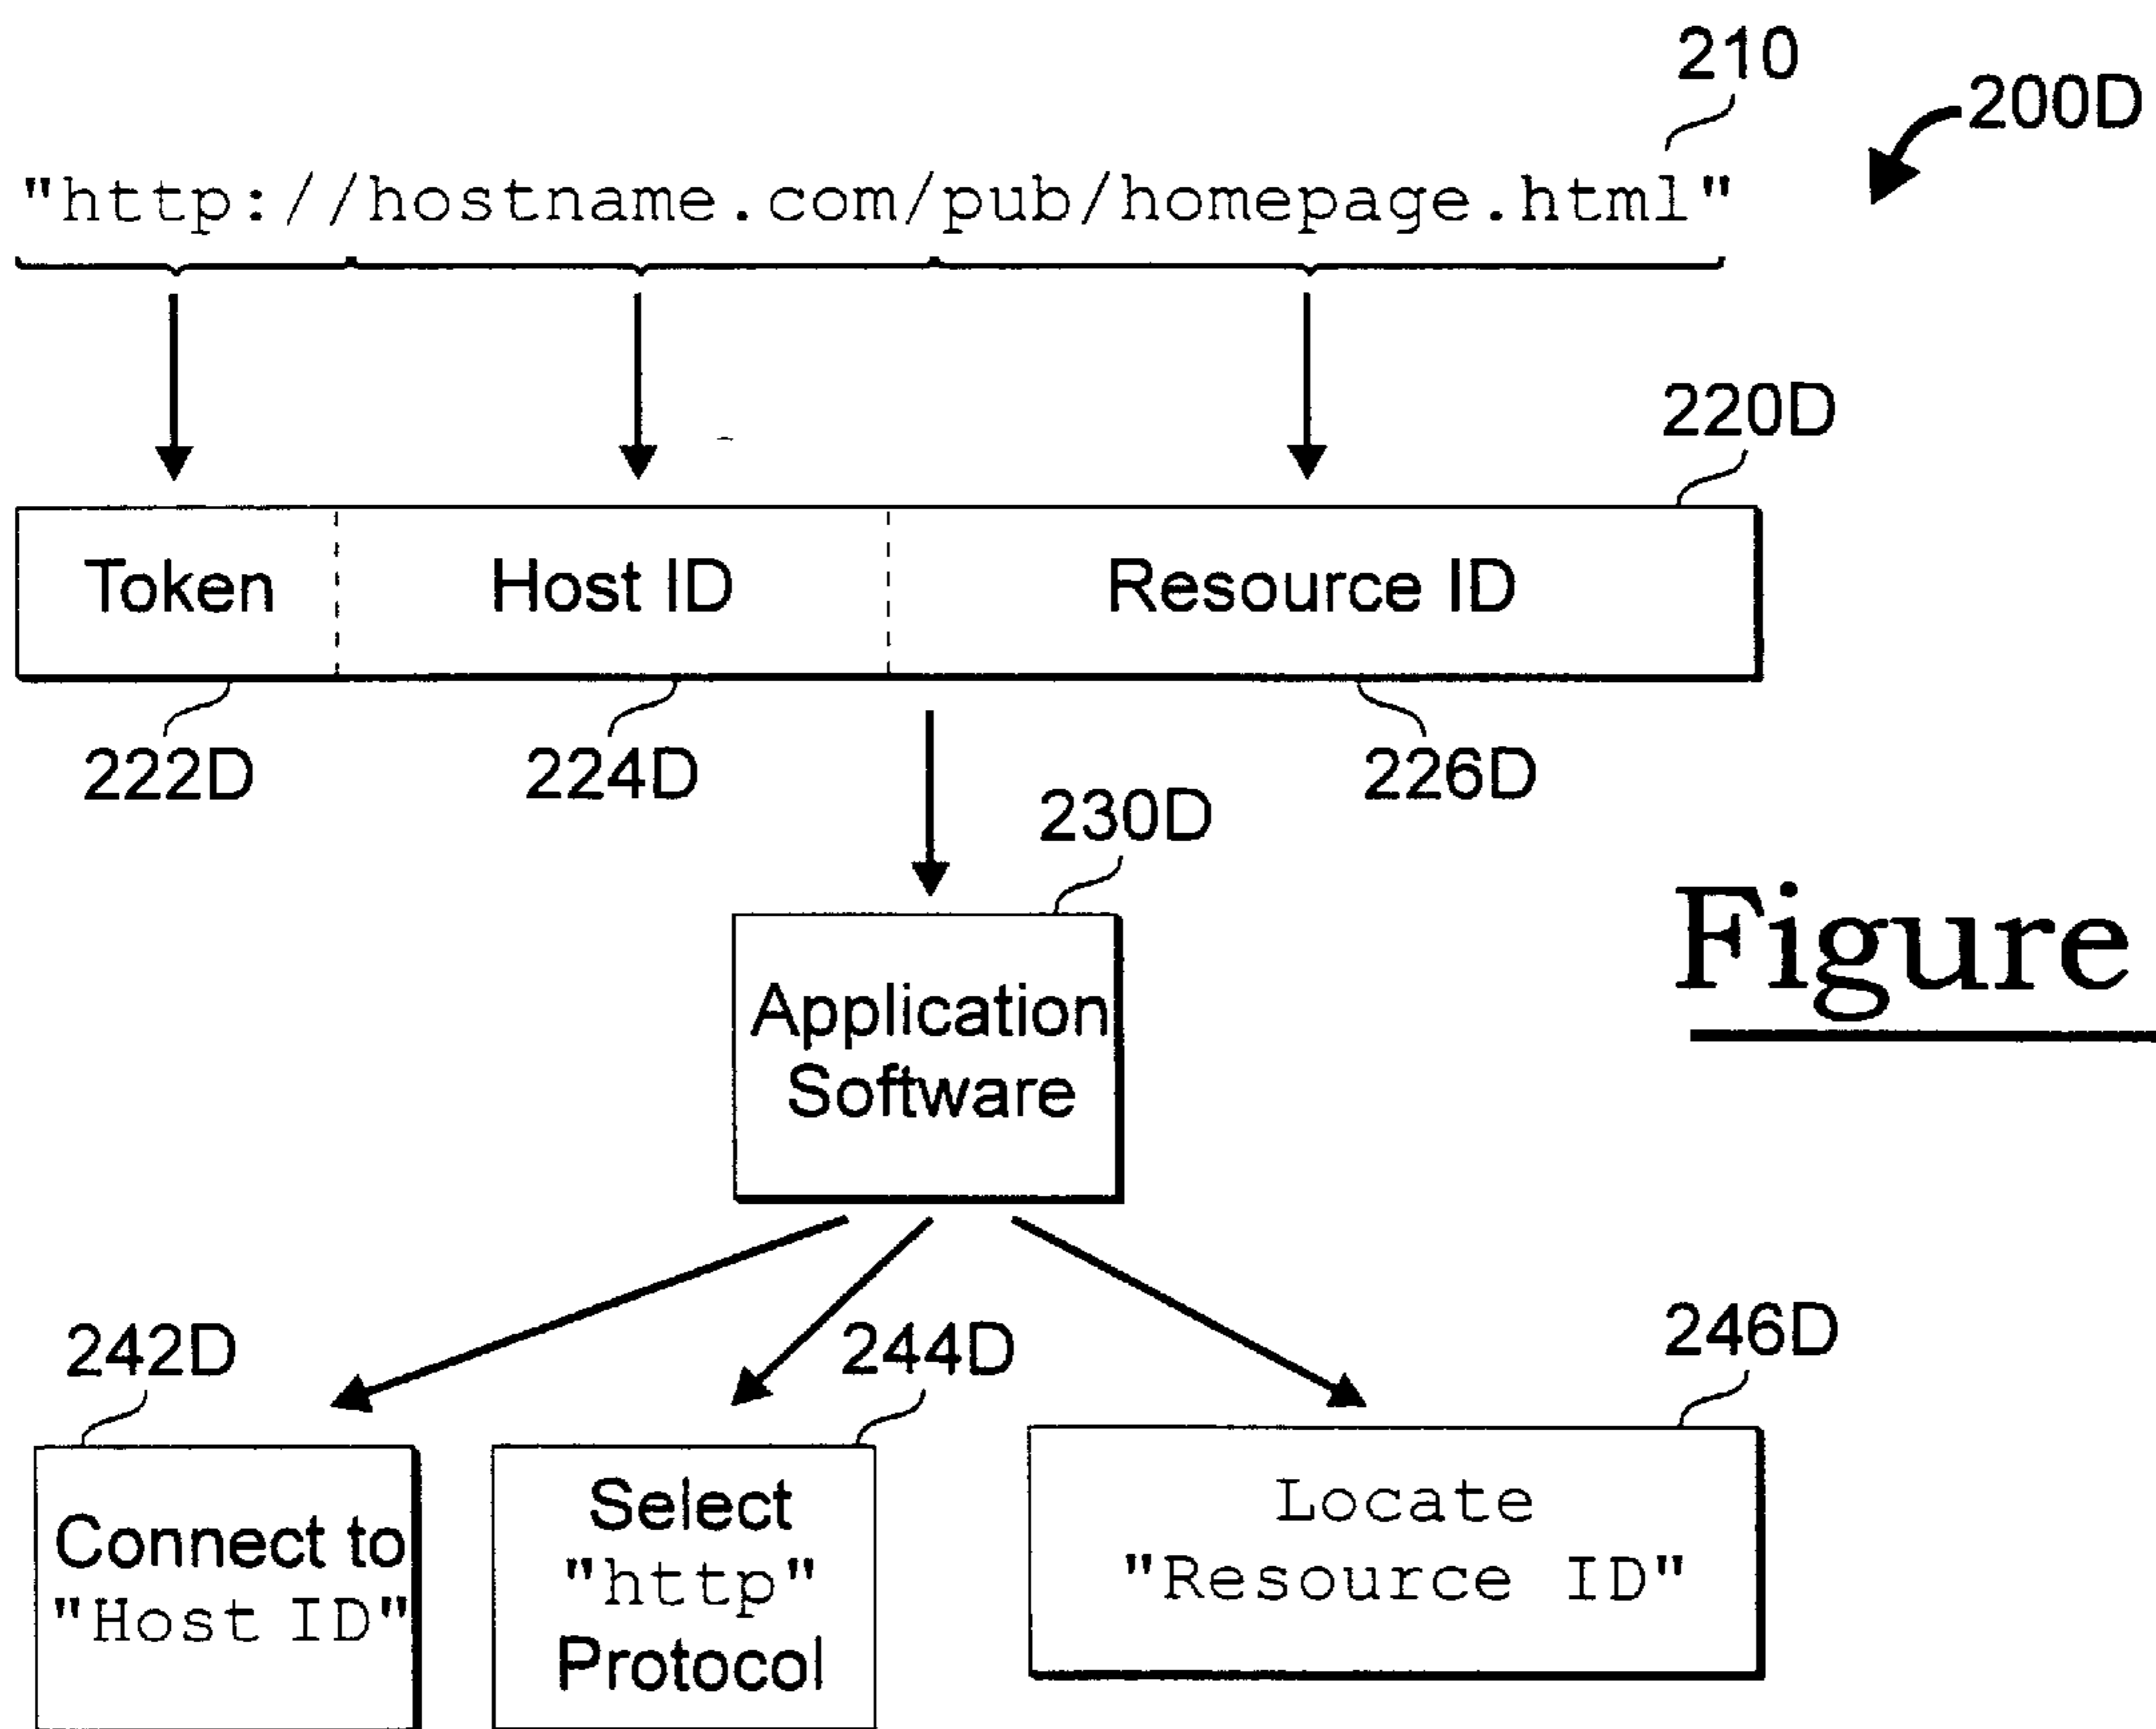 210
200D
"http://hostname.com/pub/homepage.html"
220D
Token
Host ID
Resource ID
222D
224D
226D
230D
Figure
Application
Software
242D
244D
246D
Connect to
"Host ID"
Select
"http"
Protocol
Locate
"Resource ID"